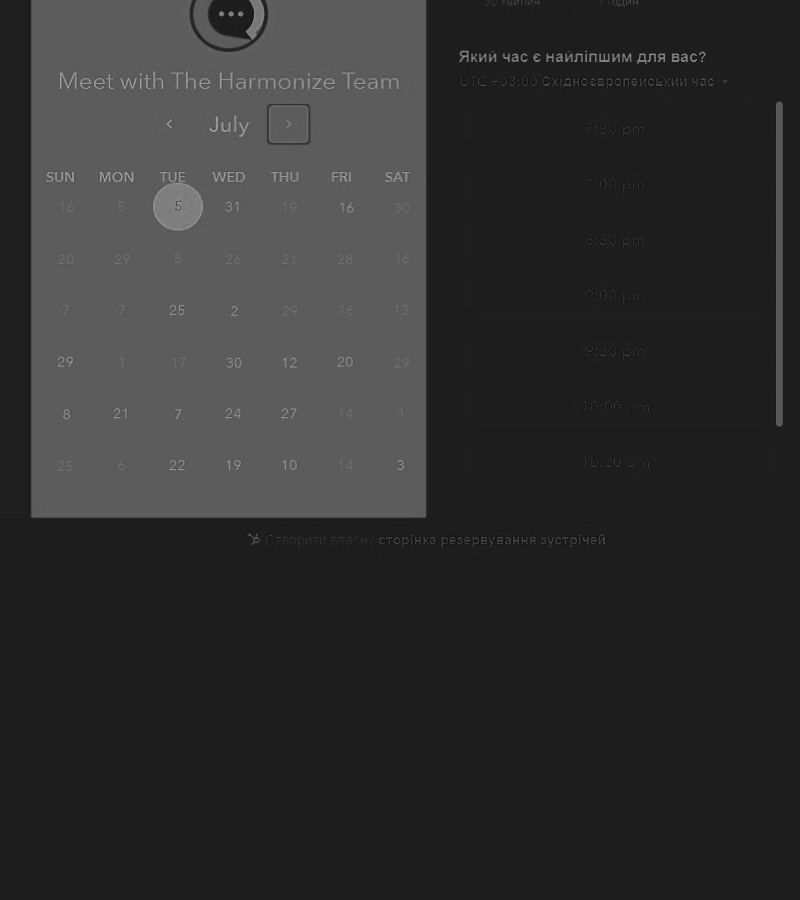 Meet with The Harmonize Team
July
SUN MON TUE WED THU FRI SAT
16 5 5 31 19 16 30
20 29 8 26 21 28 16
7 7 25 2 29 16 13
29 1 17 30 12 20 29
8 21 7 24 27 14 1
25 6 22 19 10 14 3
30 хвилин 1 годин
Який час є найліпшим для вас?
UTC +03:00 Східноєвропейський час
7:30 pm
8:00 pm
8:30 pm
9:00 pm
9:30 pm
10:00 pm
10:30 pm
Створити власну сторінка резервування зустрічей